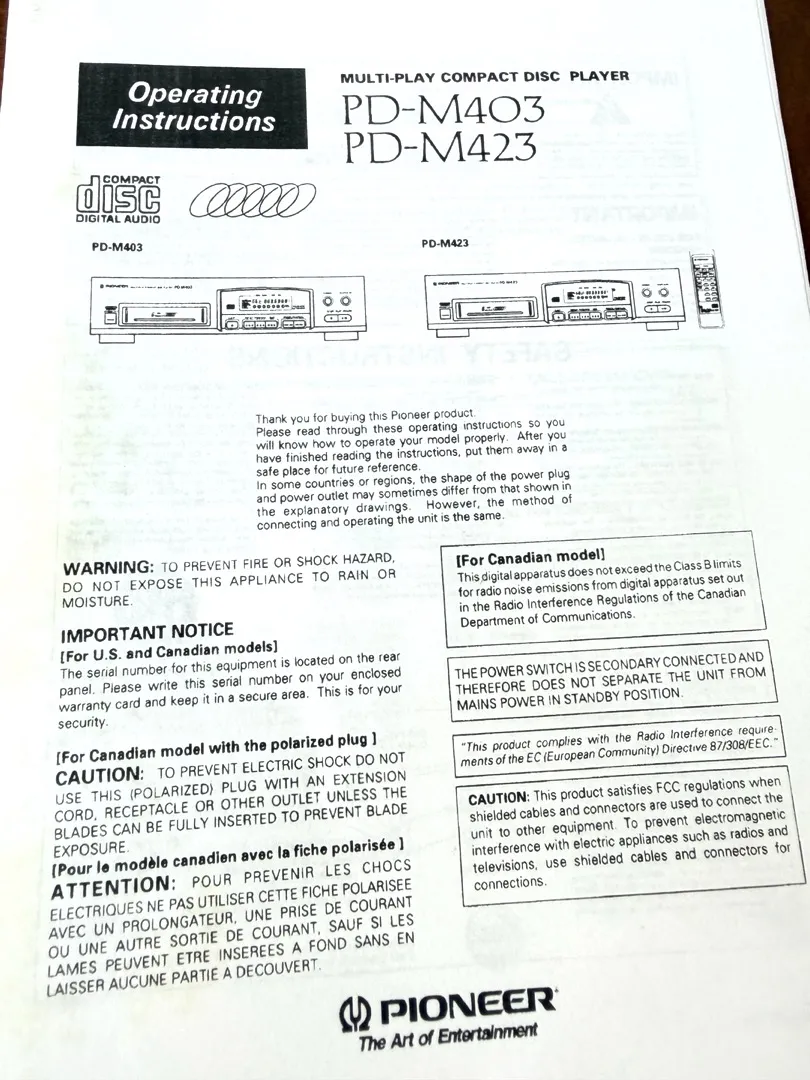 Operating
Instructions
MULTI-PLAY COMPACT DISC PLAYER
PD-M403
PD-M423
COMPACT
disc
DIGITAL AUDIO
PD-M403
PD-M423
PIONEER
PIONEER
Thank you for buying this Pioneer product.
Please read through these operating instructions so you
will know how to operate your model properly. After you
have finished reading the instructions, put them away in a
safe place for future reference.
In some countries or regions, the shape of the power plug
and power outlet may sometimes differ from that shown in
the explanatory drawings. However, the method of
connecting and operating the unit is the same.
WARNING: TO PREVENT FIRE OR SHOCK HAZARD,
DO NOT EXPOSE THIS APPLIANCE TO RAIN OR
MOISTURE.
IMPORTANT NOTICE
[For U.S. and Canadian models]
The serial number for this equipment is located on the rear
panel. Please write this serial number on your enclosed
warranty card and keep it in a secure area. This is for your
security.
[For Canadian model with the polarized plug ]
CAUTION: TO PREVENT ELECTRIC SHOCK DO NOT
USE THIS (POLARIZED) PLUG WITH AN EXTENSION
CORD, RECEPTACLE OR OTHER OUTLET UNLESS THE
BLADES CAN BE FULLY INSERTED TO PREVENT BLADE
EXPOSURE.
[Pour le modèle canadien avec la fiche polarisée ]
ATTENTION: POUR PREVENIR LES CHOCS
ELECTRIQUES NE PAS UTILISER CETTE FICHE POLARISEE
AVEC UN PROLONGATEUR, UNE PRISE DE COURANT
OU UNE AUTRE SORTIE DE COURANT, SAUF SI LES
LAMES PEUVENT ETRE INSEREES A FOND SANS EN
LAISSER AUCUNE PARTIE A DECOUVERT.
[For Canadian model]
This digital apparatus does not exceed the Class B limits
for radio noise emissions from digital apparatus set out
in the Radio Interference Regulations of the Canadian
Department of Communications.
THE POWER SWITCH IS SECONDARY CONNECTED AND
THEREFORE DOES NOT SEPARATE THE UNIT FROM
MAINS POWER IN STANDBY POSITION.
"This product complies with the Radio Interference require-
ments of the EC (European Community) Directive 87/308/EEC."
CAUTION: This product satisfies FCC regulations when
shielded cables and connectors are used to connect the
unit to other equipment. To prevent electromagnetic
interference with electric appliances such as radios and
televisions, use shielded cables and connectors for
connections.
PIONEER
The Art of Entertainment